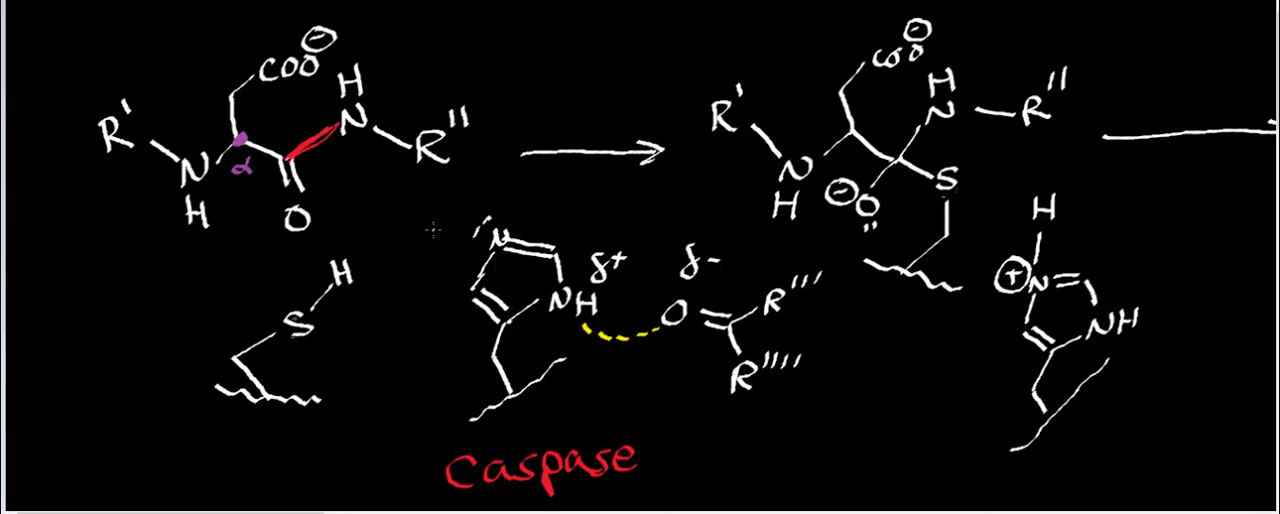 COO⊖
H
R'
N
R''
N
α
H
O
COO⊖
H
R'
N
R''
N
S
H
⊖O
H
S
N
NH
δ+
δ-
O
R'''
R''''
H
⊕N
NH
Caspase